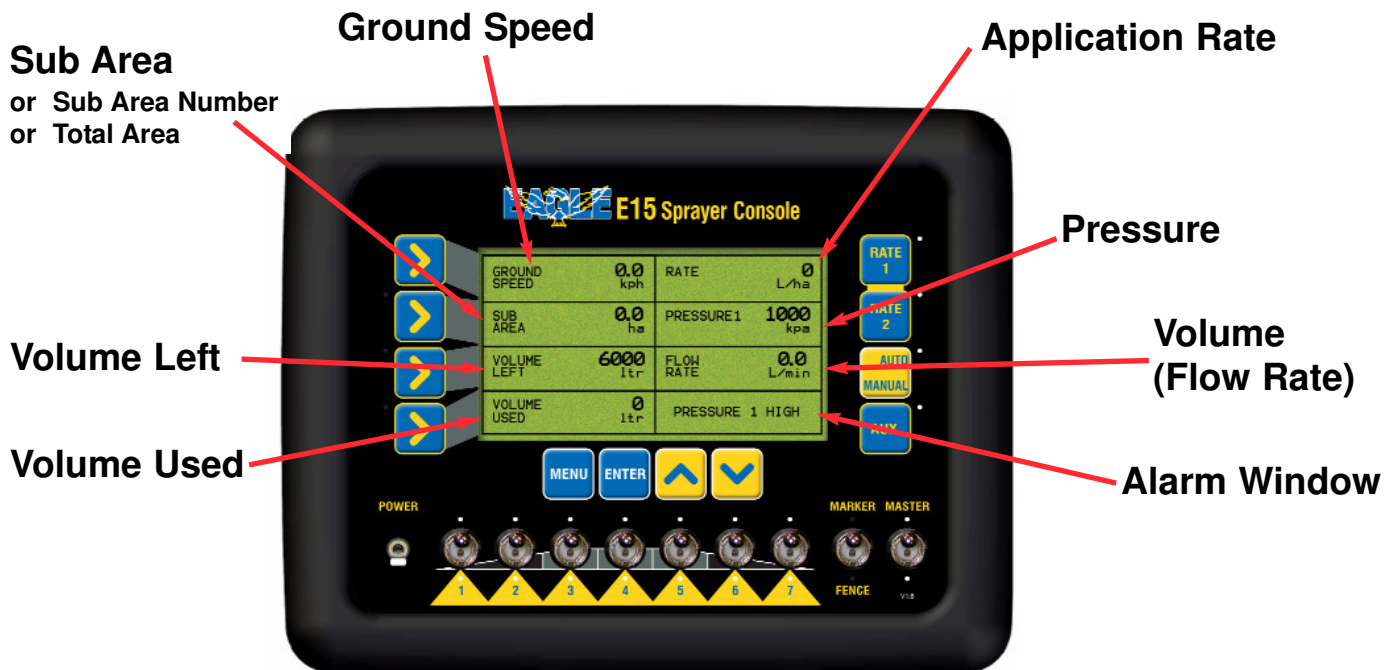 Ground Speed
Application Rate
Sub Area
or Sub Area Number
or Total Area
EAGLE E15 Sprayer Console
Pressure
RATE
1
GROUND
SPEED
0.0
kph
RATE
0
L/ha
RATE
2
SUB
AREA
0.0
ha
PRESSURE1
1000
kpa
Volume Left
Volume
(Flow Rate)
VOLUME
LEFT
6000
ltr
FLOW
RATE
0.0
L/min
AUTO
MANUAL
VOLUME
USED
0
ltr
PRESSURE 1 HIGH
AUX
Volume Used
Alarm Window
MENU
ENTER
POWER
MARKER MASTER
1 2 3 4 5 6 7
FENCE
V1.6